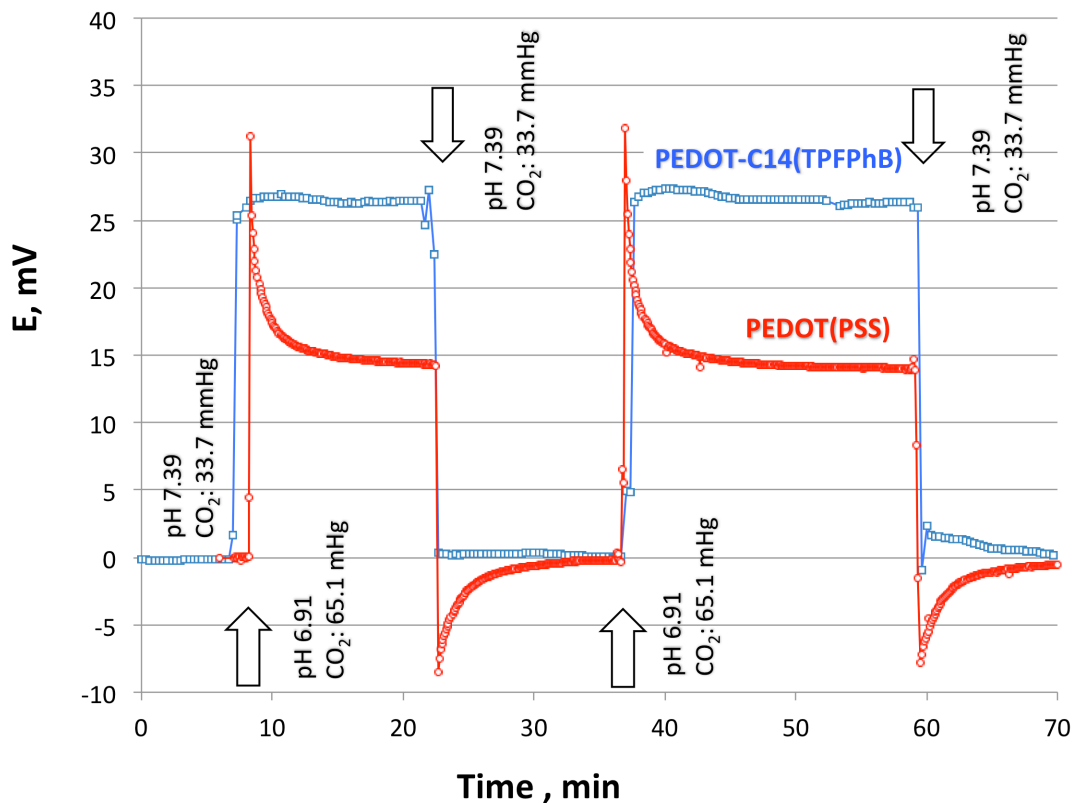 40
35
30
25
20
15
10
5
0
-5
-10
E, mV
pH 7.39
CO₂: 33.7 mmHg
pH 6.91
CO₂: 65.1 mHg
pH 7.39
CO₂: 33.7 mmHg
PEDOT-C14(TPFPhB)
PEDOT(PSS)
pH 6.91
CO₂: 65.1 mHg
pH 7.39
CO₂: 33.7 mmHg
0 10 20 30 40 50 60 70
Time , min